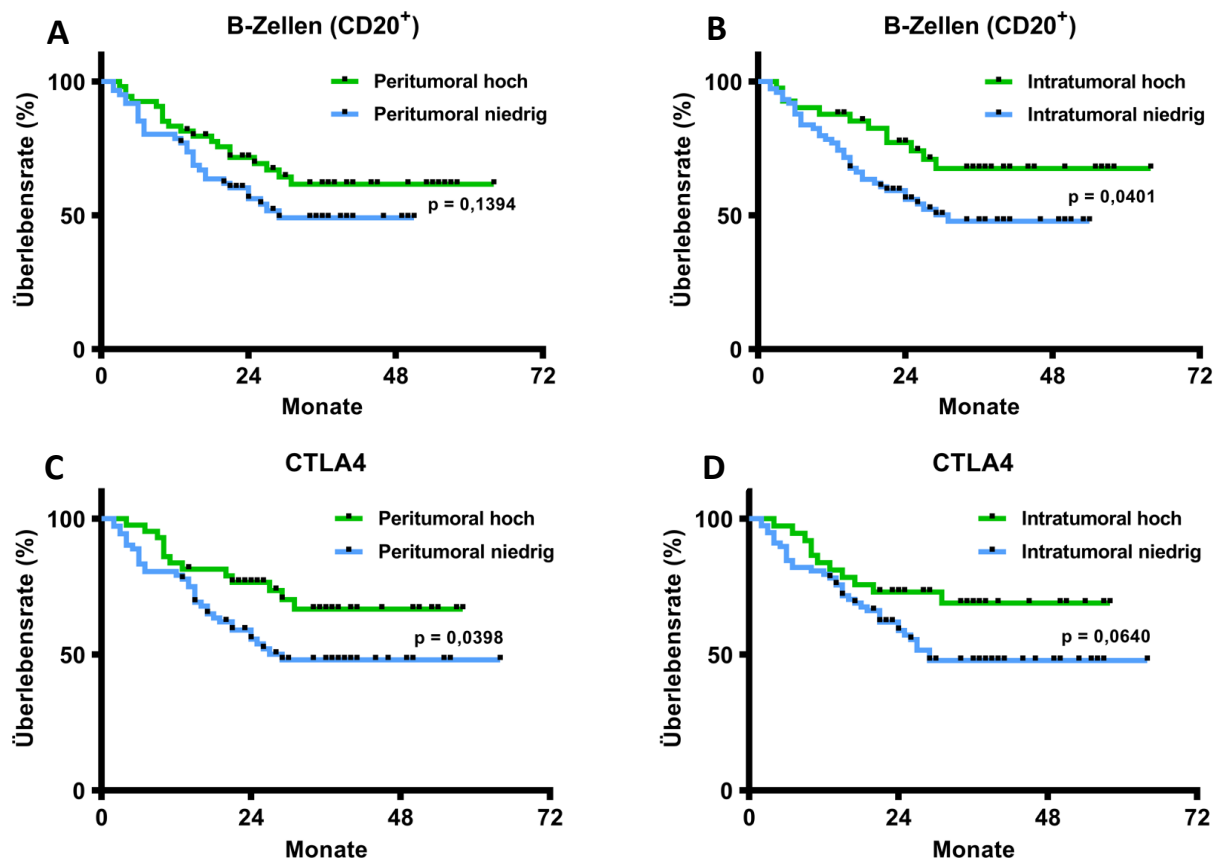 A
B-Zellen (CD20⁺)
Peritumoral hoch
Peritumoral niedrig
Überlebensrate (%)
100
50
0
p = 0,1394
0 24 48 72
Monate
B
B-Zellen (CD20⁺)
Intratumoral hoch
Intratumoral niedrig
Überlebensrate (%)
100
50
0
p = 0,0401
0 24 48 72
Monate
C
CTLA4
Peritumoral hoch
Peritumoral niedrig
Überlebensrate (%)
100
50
0
p = 0,0398
0 24 48 72
Monate
D
CTLA4
Intratumoral hoch
Intratumoral niedrig
Überlebensrate (%)
100
50
0
p = 0,0640
0 24 48 72
Monate